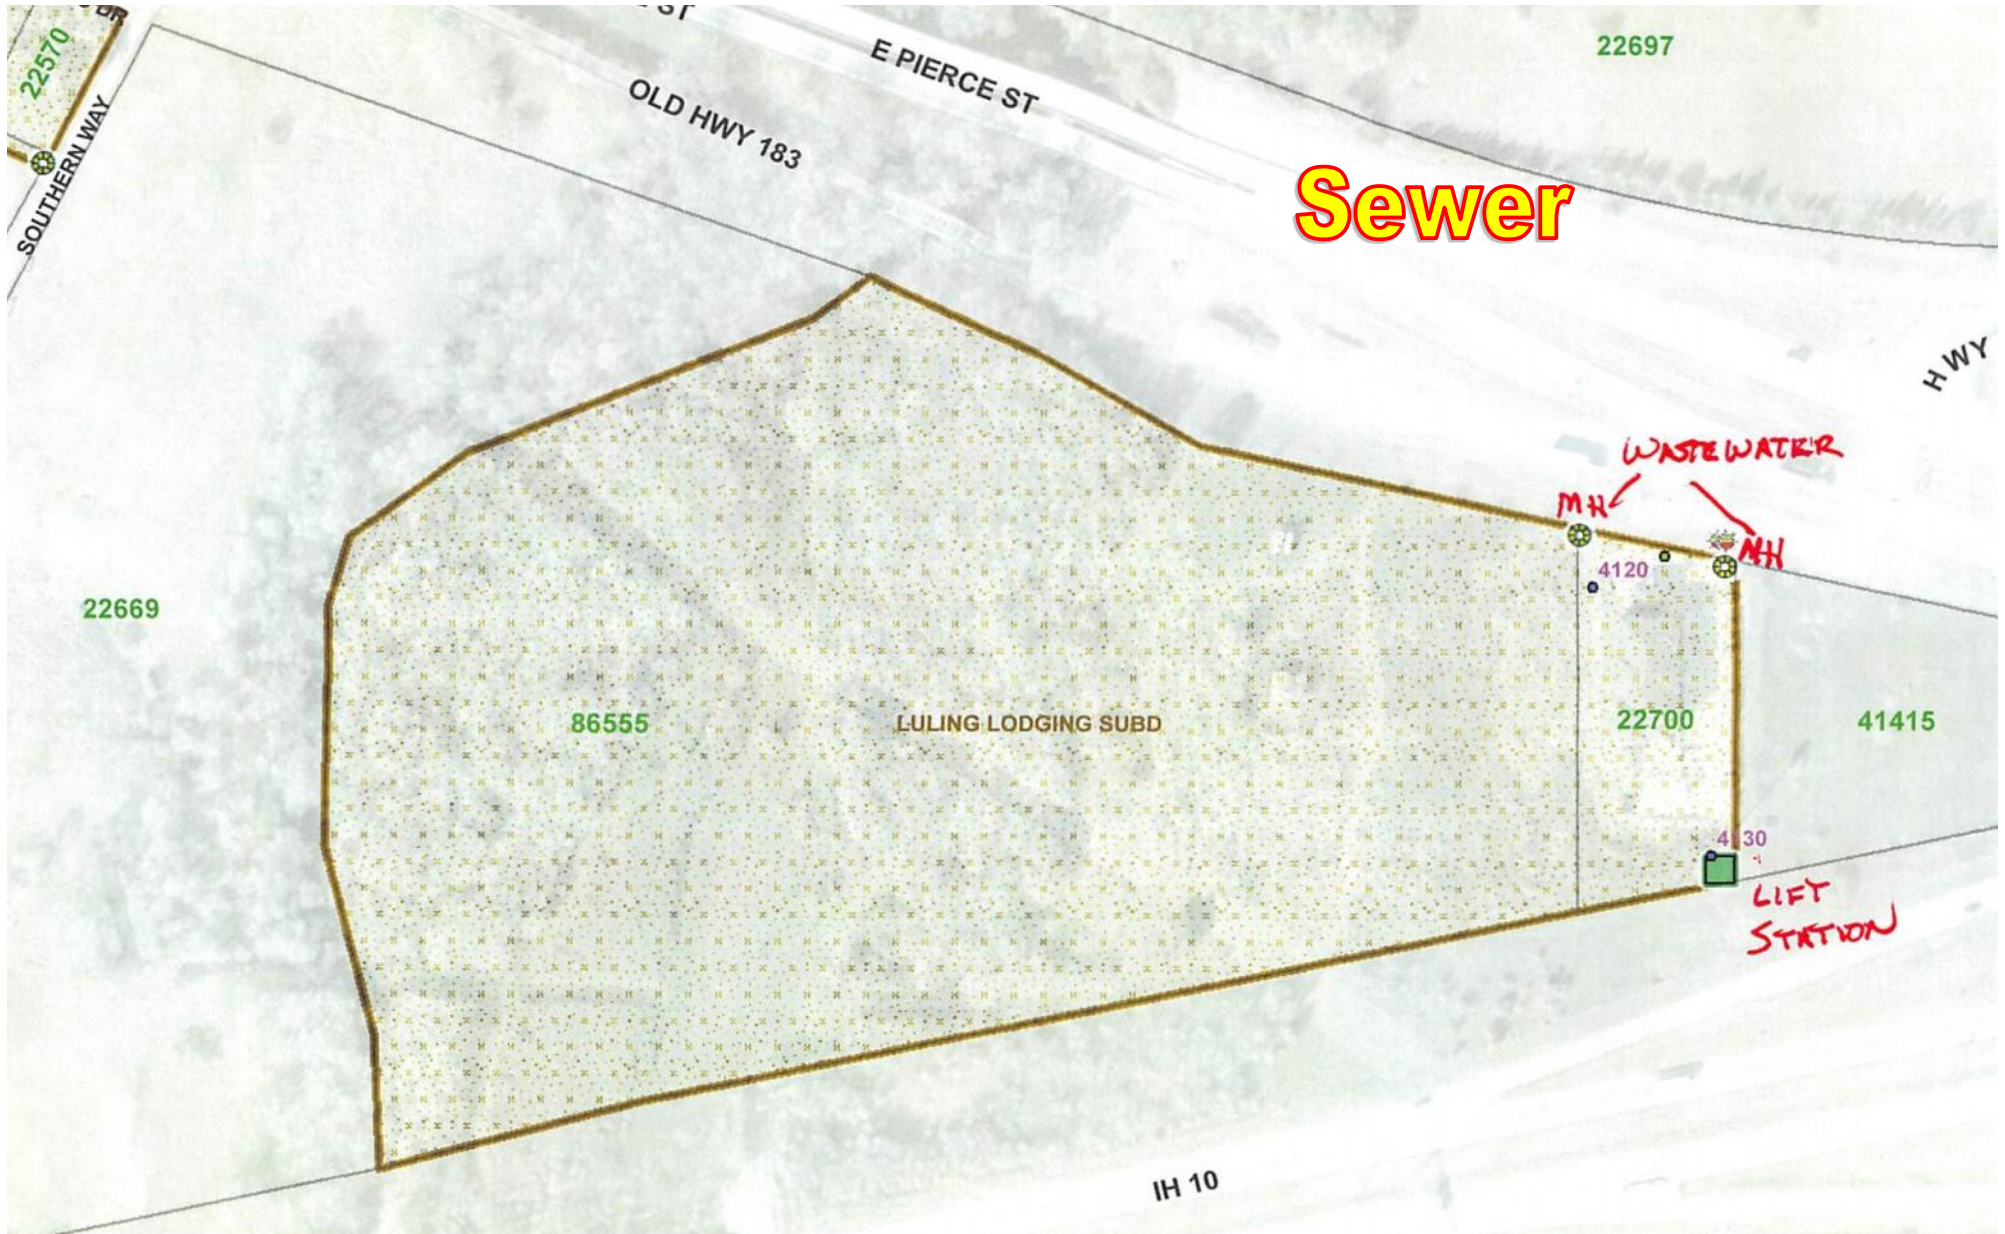 22570
SOUTHERN WAY
OLD HWY 183
E PIERCE ST
22697
Sewer
HWY
WASTEWATER
MH
MH
4120
22669
86555
LULING LODGING SUBD
22700
41415
LIFT
STATION
IH 10